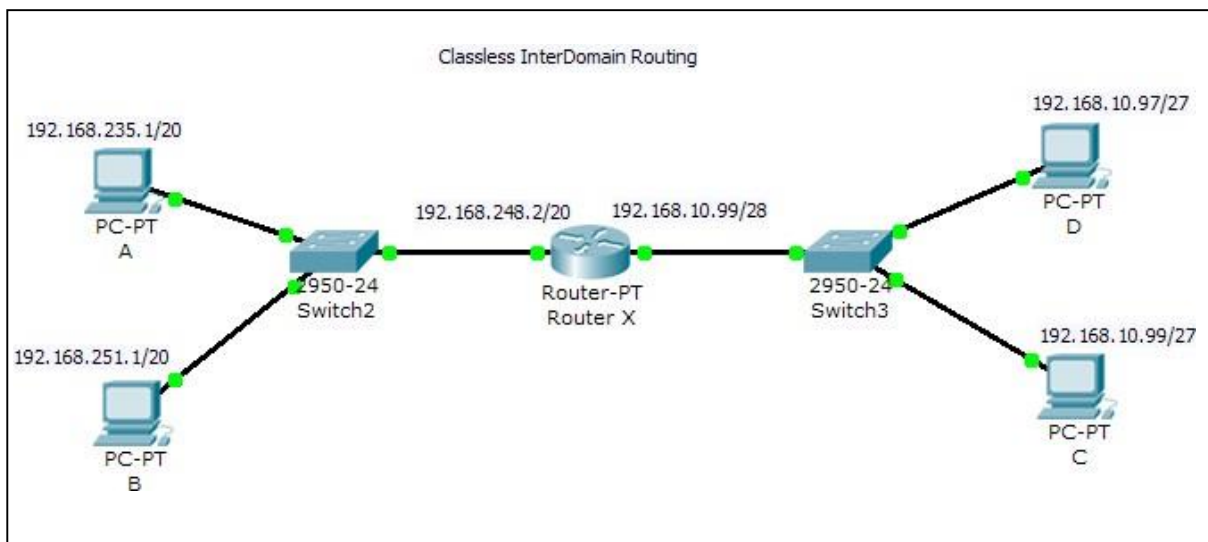 Classless InterDomain Routing
192.168.235.1/20
PC-PT
A
192.168.251.1/20
PC-PT
B
2950-24
Switch2
192.168.248.2/20
Router-PT
Router X
192.168.10.99/28
2950-24
Switch3
192.168.10.97/27
PC-PT
D
192.168.10.99/27
PC-PT
C